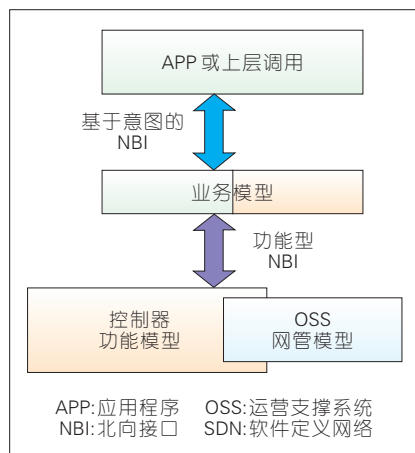 APP或上层调用
基于意图的
NBI
业务模型
功能型
NBI
控制器
功能模型
OSS
网管模型
APP:应用程序 OSS:运营支撑系统
NBI:北向接口 SDN:软件定义网络